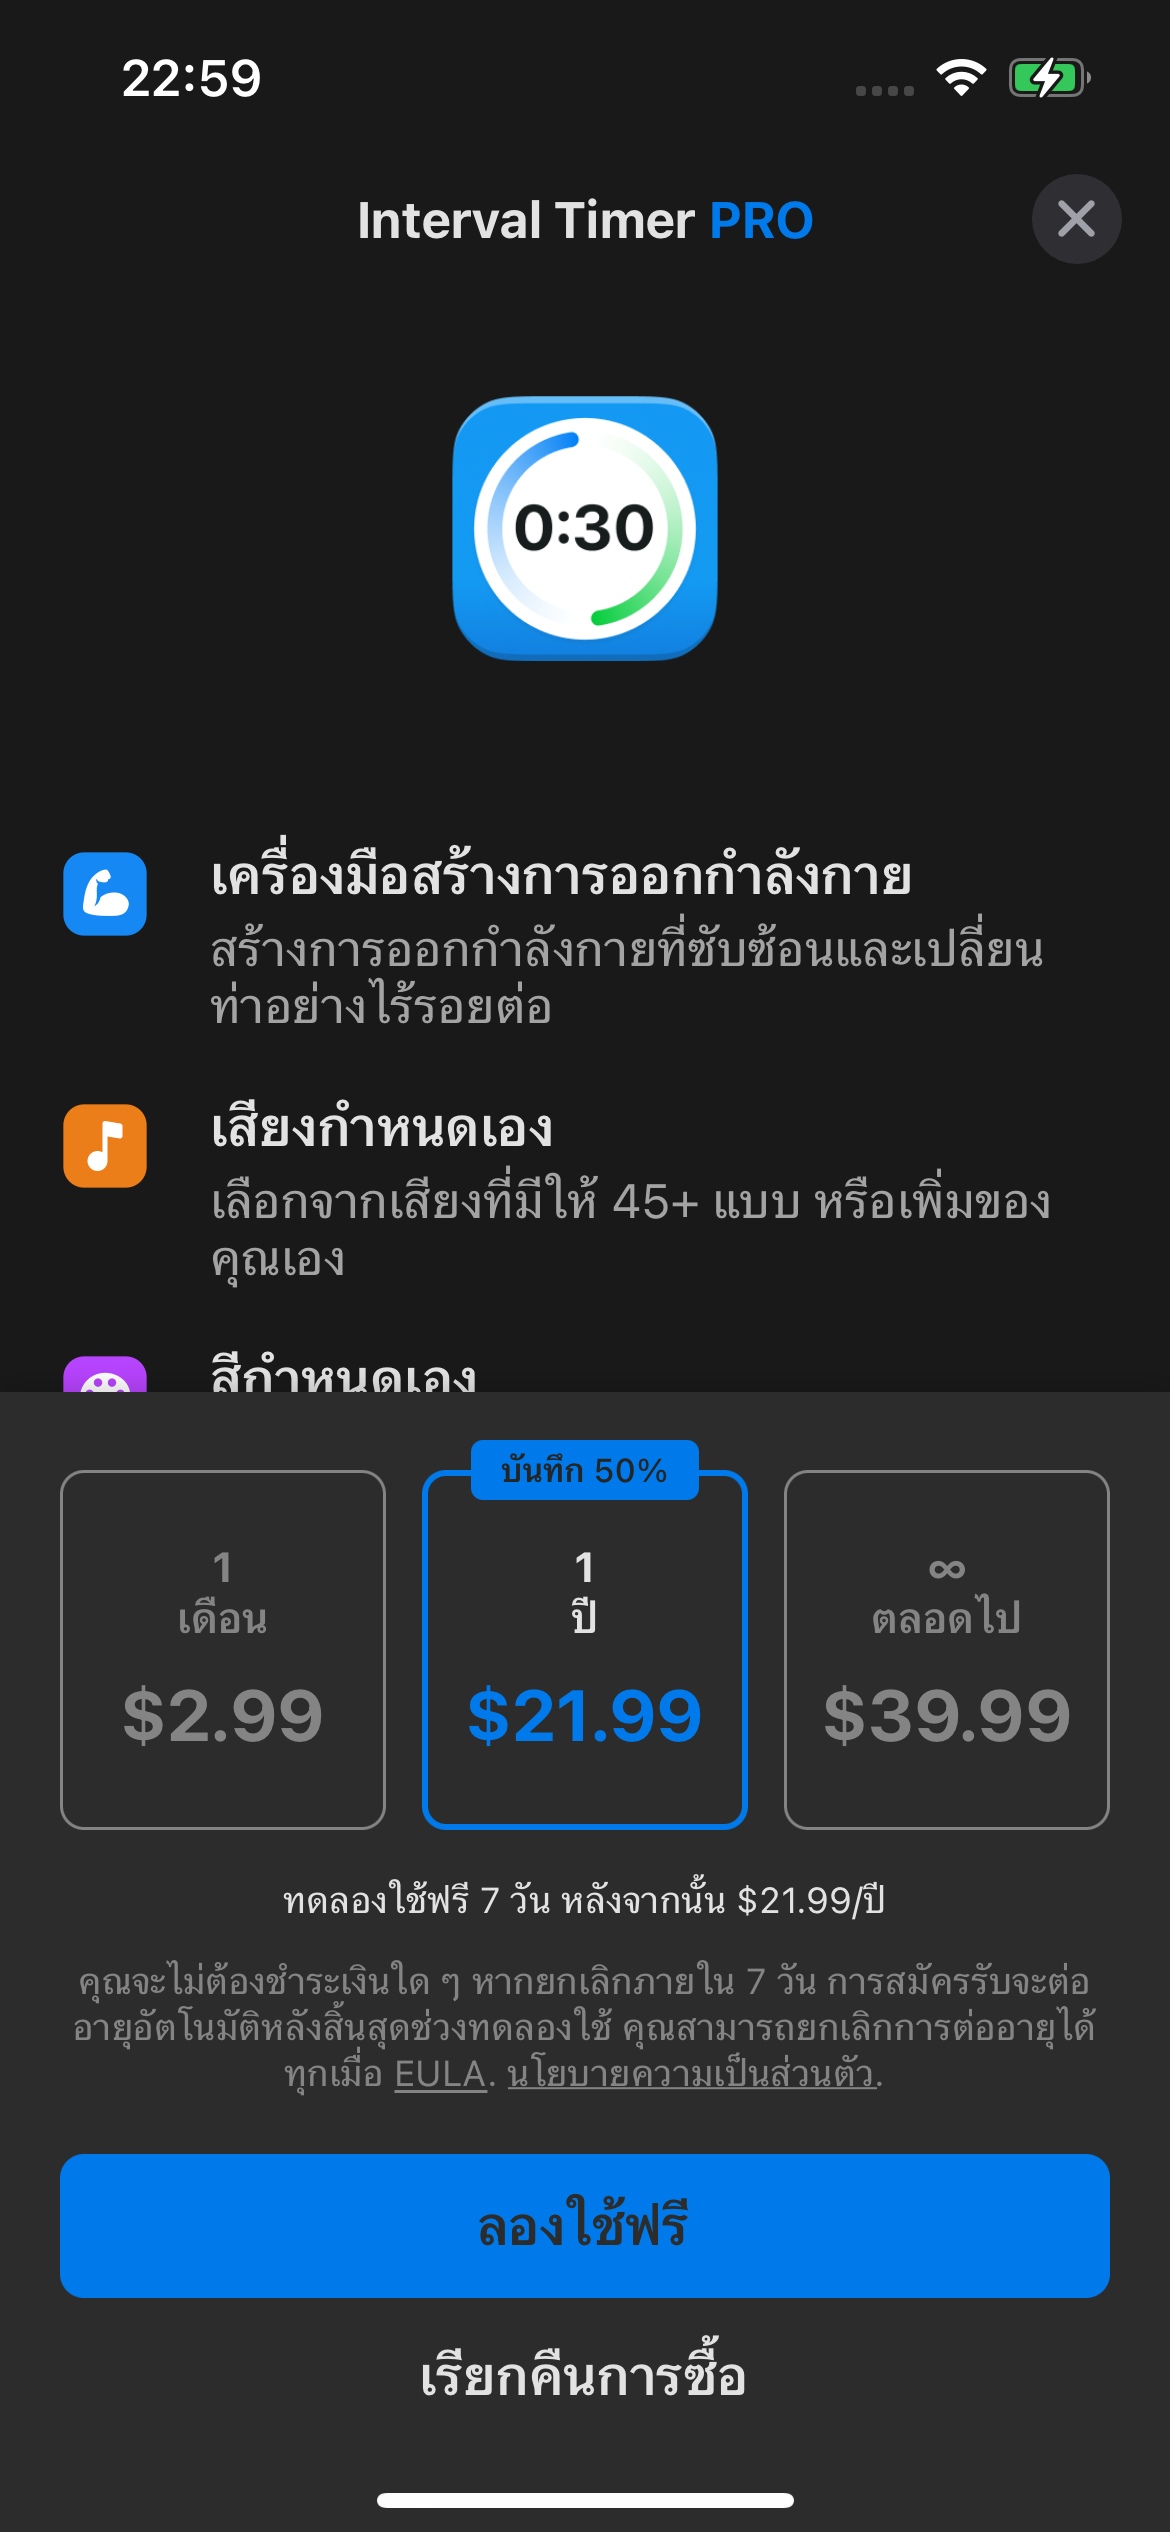 22:59
Interval Timer PRO
0:30
เครื่องมือสร้างการออกกำลังกาย
สร้างการออกกำลังกายที่ซับซ้อนและเปลี่ยน
ท่าอย่างไร้รอยต่อ
เสียงกำหนดเอง
เลือกจากเสียงที่มีให้ 45+ แบบ หรือเพิ่มของ
คุณเอง
สีกำหนดเอง
บันทึก 50%
1
เดือน
$2.99
1
ปี
$21.99
∞
ตลอดไป
$39.99
ทดลองใช้ฟรี 7 วัน หลังจากนั้น $21.99/ปี
คุณจะไม่ต้องชำระเงินใด ๆ หากยกเลิกภายใน 7 วัน การสมัครรับจะต่อ
อายุอัตโนมัติหลังสิ้นสุดช่วงทดลองใช้ คุณสามารถยกเลิกการต่ออายุได้
ทุกเมื่อ EULA. นโยบายความเป็นส่วนตัว.
ลองใช้ฟรี
เรียกคืนการซื้อ